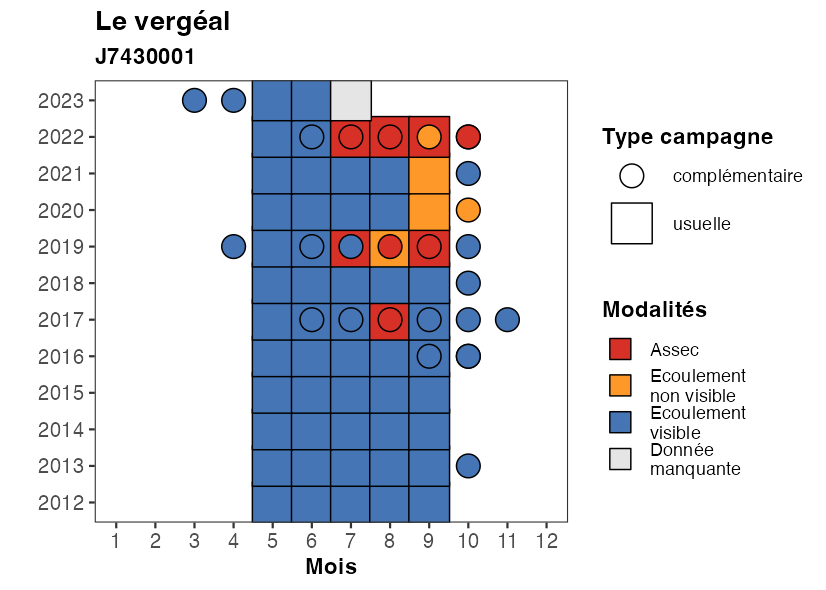 Le vergéal
J7430001
2023
2022
2021
2020
2019
2018
2017
2016
2015
2014
2013
2012
1 2 3 4 5 6 7 8 9 10 11 12
Mois
Type campagne
complémentaire
usuelle
Modalités
Assec
Ecoulement
non visible
Ecoulement
visible
Donnée
manquante